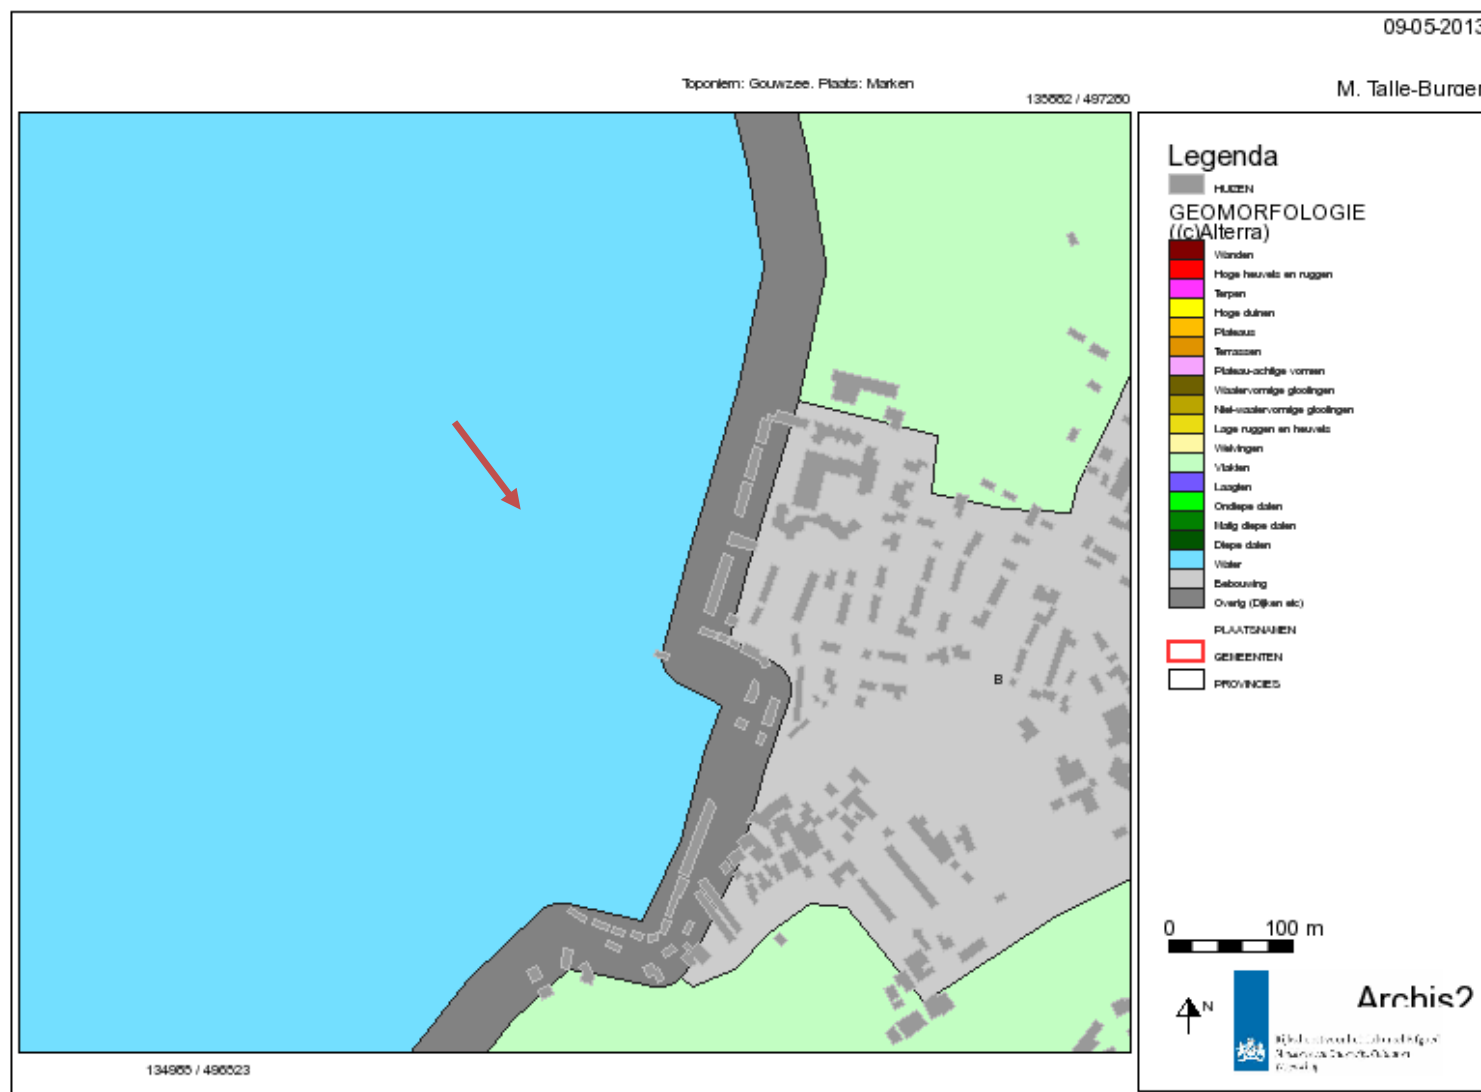 09-05-2013
Toponiem: Gouwzee. Plaats: Marken
M. Talle-Burger
135882 / 497280
Legenda
HUIZEN
GEOMORFOLOGIE
((c)Alterra)
Wanden
Hoge heuvels en ruggen
Terpen
Hoge duinen
Plateaus
Terrassen
Plateau-achtige vormen
Waaiervormige glooiingen
Niet-waaiervormige glooiingen
Lage ruggen en heuvels
Welvingen
Vlakten
Laagten
Ondiepe dalen
Matig diepe dalen
Diepe dalen
Water
Bebouwing
Overig (Dijken etc)
PLAATSNAMEN
GEMEENTEN
PROVINCIES
B
0 100 m
N
Archis2
134985 / 496523